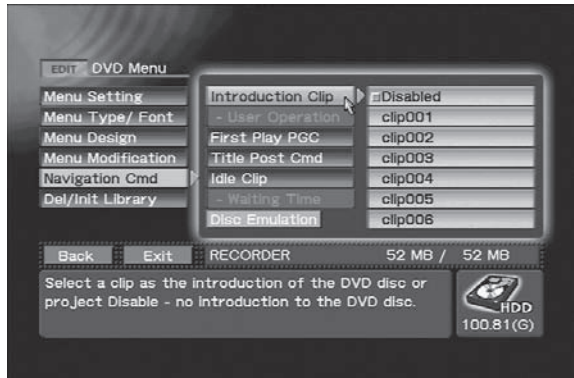 EDIT DVD Menu
Menu Setting
Menu Type/ Font
Menu Design
Menu Modification
Navigation Cmd
Del/Init Library
Introduction Clip
- User Operation
First Play PGC
Title Post Cmd
Idle Clip
- Waiting Time
Disc Emulation
Disabled
clip001
clip002
clip003
clip004
clip005
clip006
Back Exit RECORDER 52 MB / 52 MB
Select a clip as the introduction of the DVD disc or
project Disable - no introduction to the DVD disc.
HDD
100.81(G)